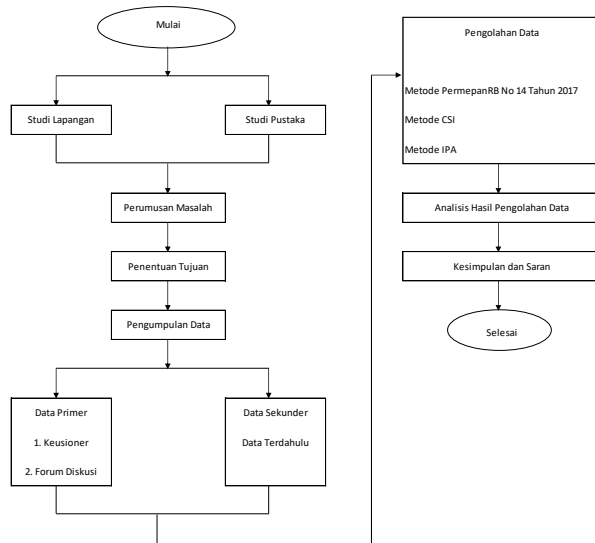 Mulai
Studi Lapangan
Studi Pustaka
Perumusan Masalah
Penentuan Tujuan
Pengumpulan Data
Data Primer
1. Keusioner
2. Forum Diskusi
Data Sekunder
Data Terdahulu
Pengolahan Data
Metode PermepanRB No 14 Tahun 2017
Metode CSI
Metode IPA
Analisis Hasil Pengolahan Data
Kesimpulan dan Saran
Selesai